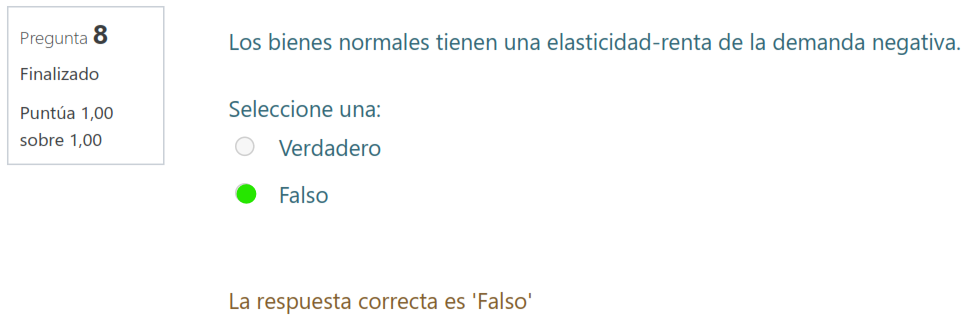 Pregunta 8
Finalizado
Puntúa 1,00
sobre 1,00
Los bienes normales tienen una elasticidad-renta de la demanda negativa.
Seleccione una:
Verdadero
Falso
La respuesta correcta es 'Falso'